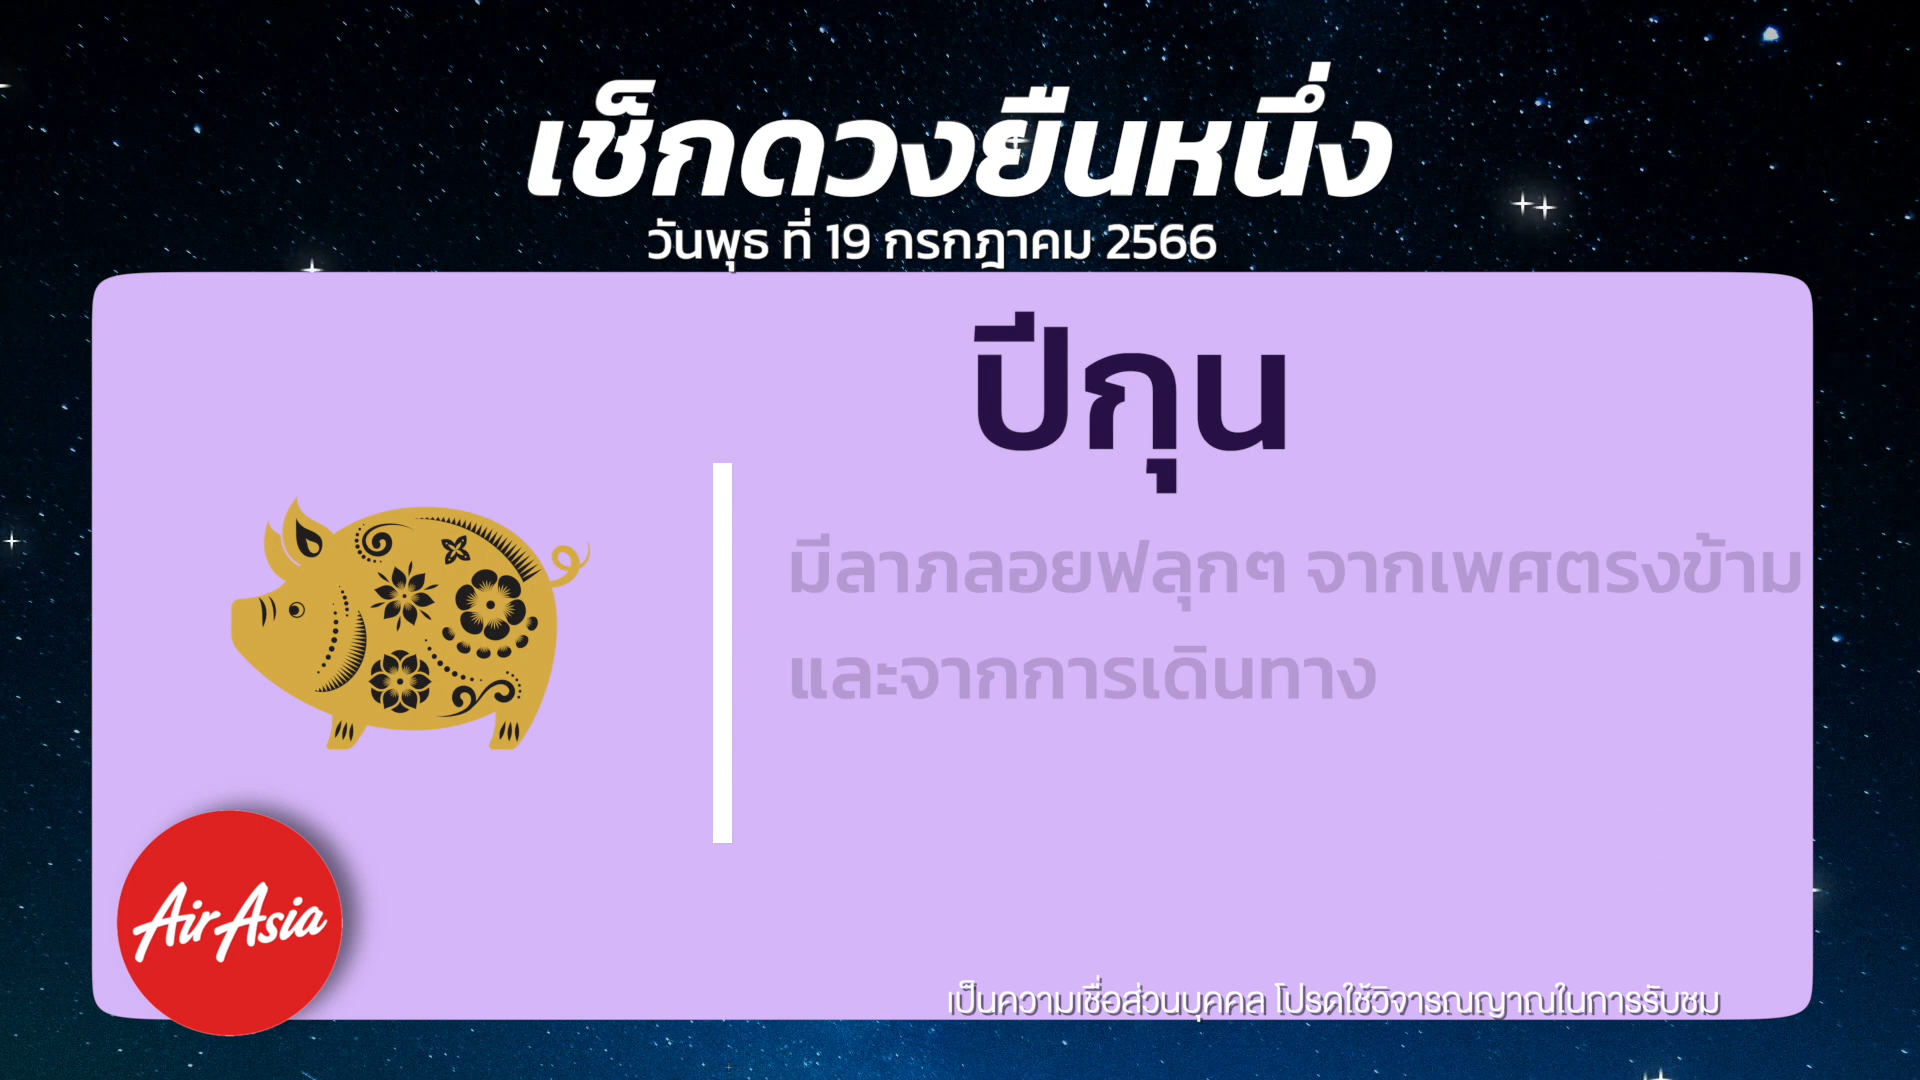 เช็กดวงยืนหนึ่ง
วันพุธ ที่ 19 กรกฎาคม 2566
ปีกุน
มีลาภลอยฟลุกๆ จากเพศตรงข้าม
และจากการเดินทาง
AirAsia
เป็นความเชื่อส่วนบุคคล โปรดใช้วิจารณญาณในการรับชม